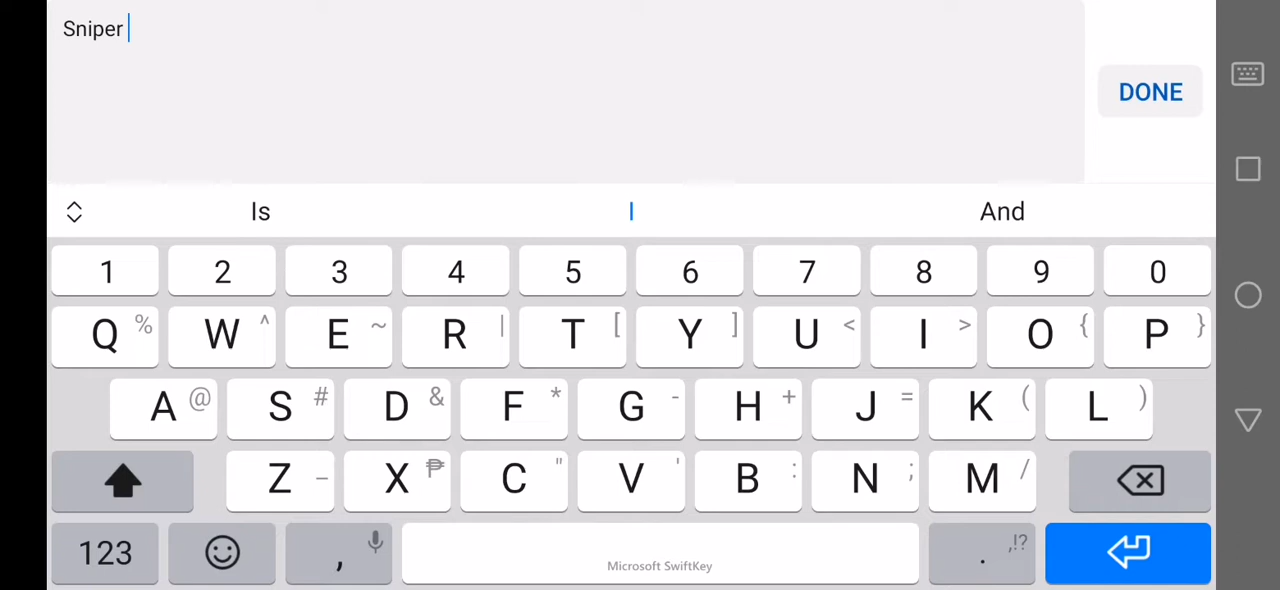 Sniper
DONE
Is I And
1 2 3 4 5 6 7 8 9 0
Q % W ^ E ~ R | T [ Y ] U < I > O { P }
A @ S # D & F * G - H + J = K ( L )
Z _ X ₱ C " V ' B : N ; M /
123 , Microsoft SwiftKey . ,!?